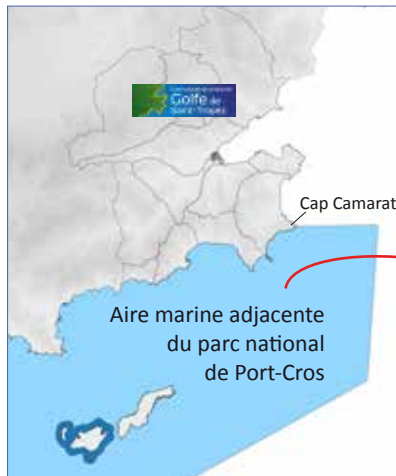 Golfe de
Saint-Tropez
Cap Camarat
Aire marine adjacente
du parc national
de Port-Cros